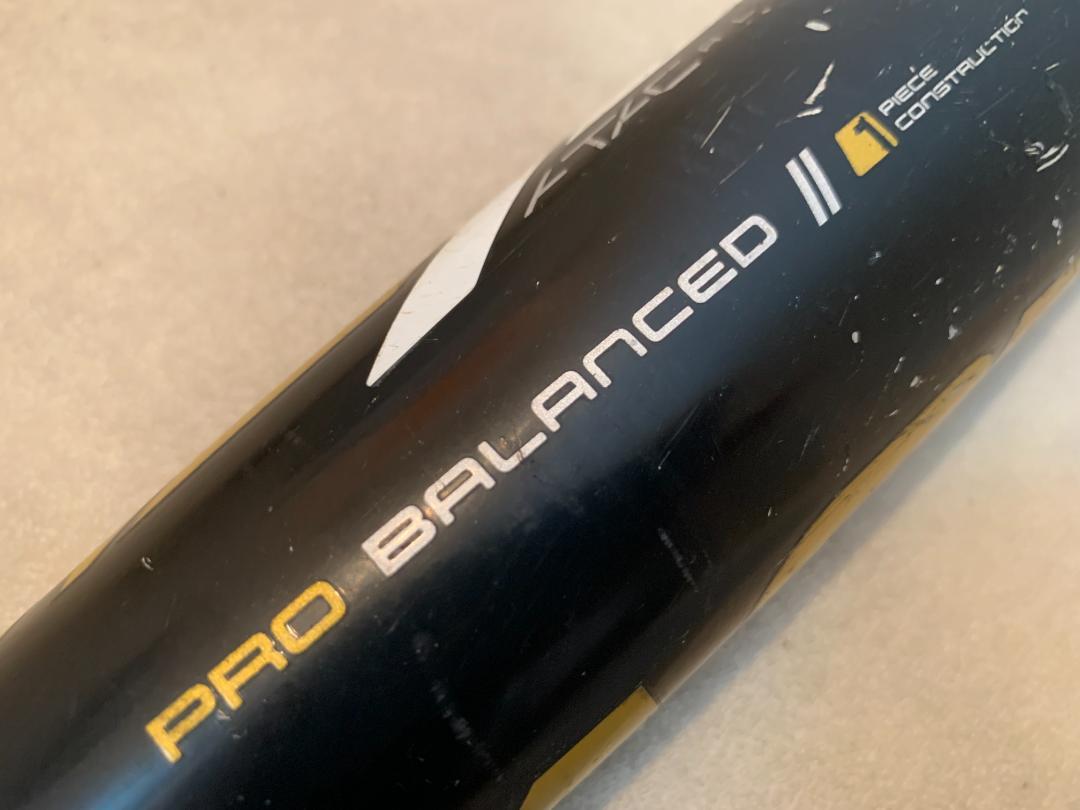 PRO BALANCED //
1 PIECE
CONSTRUCTION